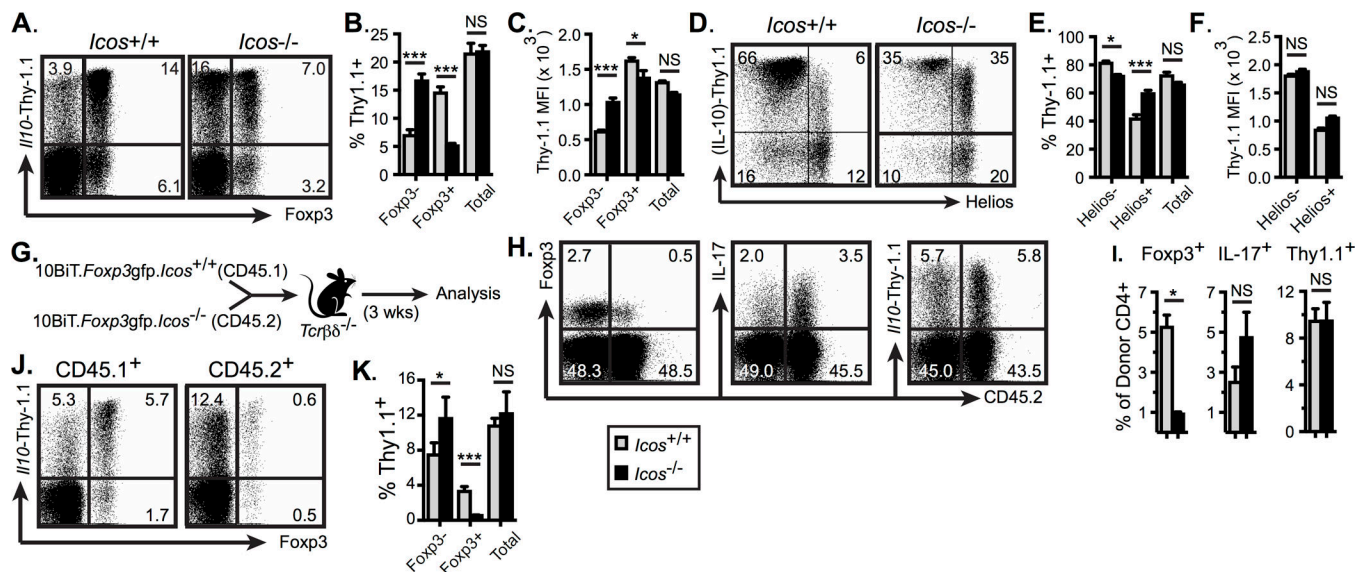 A.
Icos+/+
Icos-/-
Il10-Thy-1.1
3.9
14
6.1
16
7.0
3.2
Foxp3
B.
% Thy1.1+
25
20
15
10
5
0
***
***
NS
Foxp3-
Foxp3+
Total
C.
Thy-1.1 MFI (x 10³)
2.0
1.5
1.0
0.5
0.0
***
*
NS
Foxp3-
Foxp3+
Total
D.
Icos+/+
Icos-/-
(IL-10)-Thy1.1
66
6
16
12
35
35
10
20
Helios
E.
% Thy-1.1+
100
80
60
40
20
0
*
***
NS
Helios-
Helios+
Total
F.
Thy-1.1 MFI (x 10³)
3.0
2.5
2.0
1.5
1.0
0.5
0.0
NS
NS
Helios-
Helios+
G.
10BiT.Foxp3gfp.Icos+/+ (CD45.1)
10BiT.Foxp3gfp.Icos-/- (CD45.2)
Tcrβδ-/-
(3 wks)
Analysis
H.
Foxp3
2.7
0.5
48.3
48.5
IL-17
2.0
3.5
49.0
45.5
Il10-Thy-1.1
5.7
5.8
45.0
43.5
CD45.2
I.
Foxp3+
IL-17+
Thy1.1+
% of Donor CD4+
7
5
3
1
*
7
5
3
1
NS
12
8
4
0
NS
J.
CD45.1+
CD45.2+
Il10-Thy-1.1
5.3
5.7
1.7
12.4
0.6
0.5
Foxp3
K.
% Thy1.1+
16
12
8
4
0
*
***
NS
Foxp3-
Foxp3+
Total
Icos+/+
Icos-/-